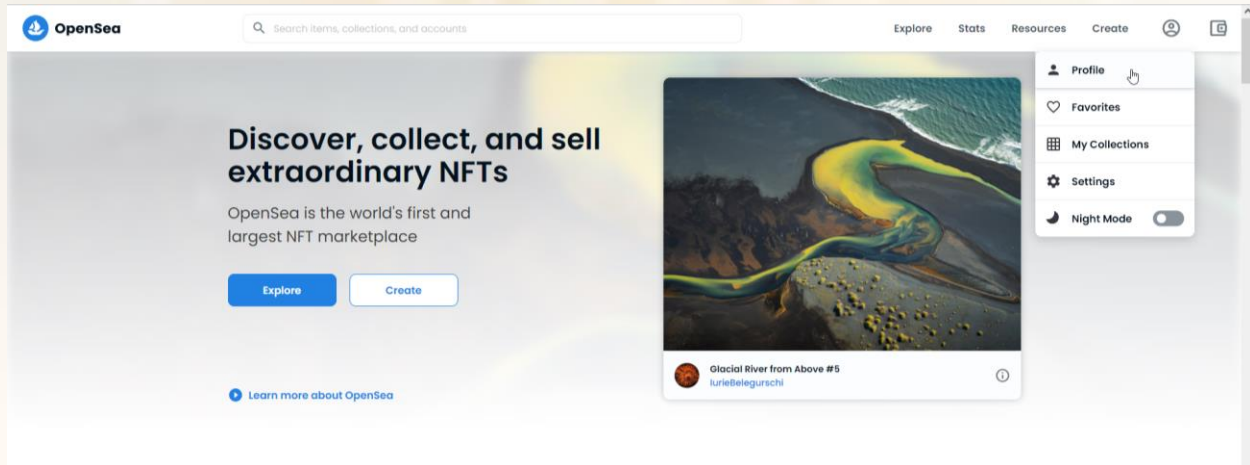 OpenSea
Search items, collections, and accounts
Explore
Stats
Resources
Create
Profile
Favorites
My Collections
Settings
Night Mode
Discover, collect, and sell
extraordinary NFTs
OpenSea is the world's first and
largest NFT marketplace
Explore
Create
Learn more about OpenSea
Glacial River from Above #5
IurieBelegurschi